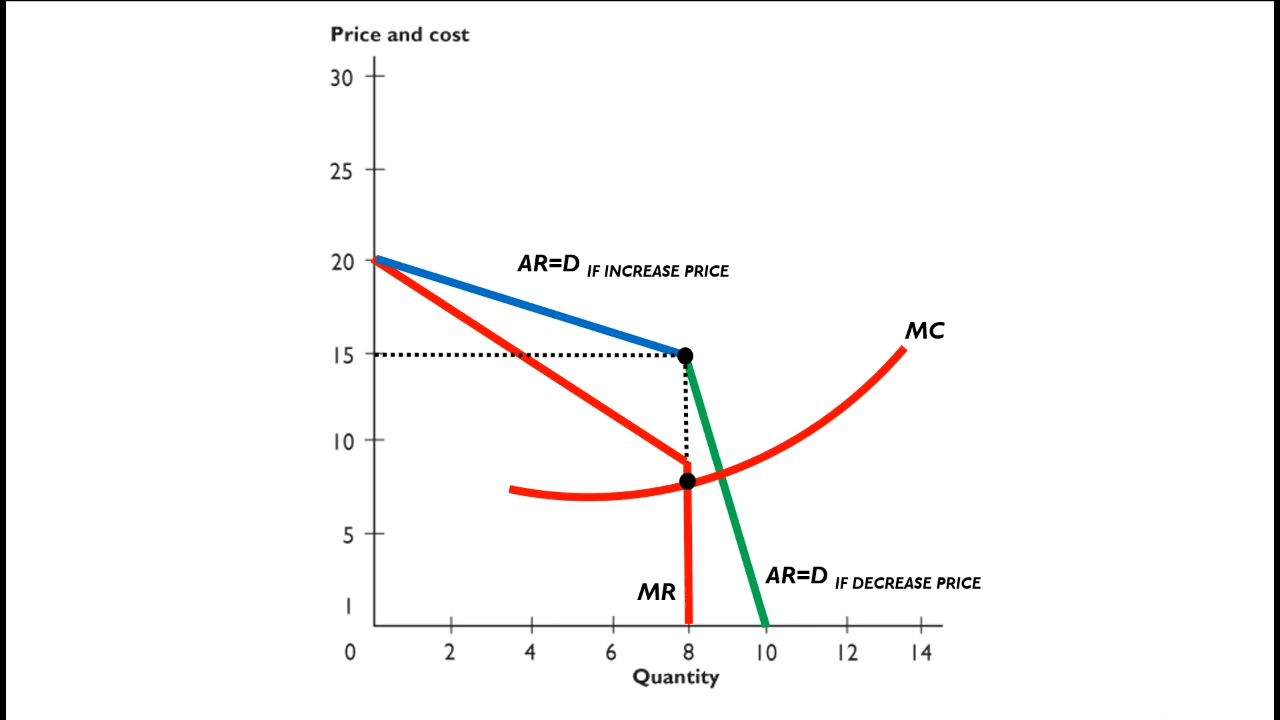 Price and cost
30
25
20
AR=D IF INCREASE PRICE
MC
15
10
5
AR=D IF DECREASE PRICE
MR
1
0 2 4 6 8 10 12 14
Quantity